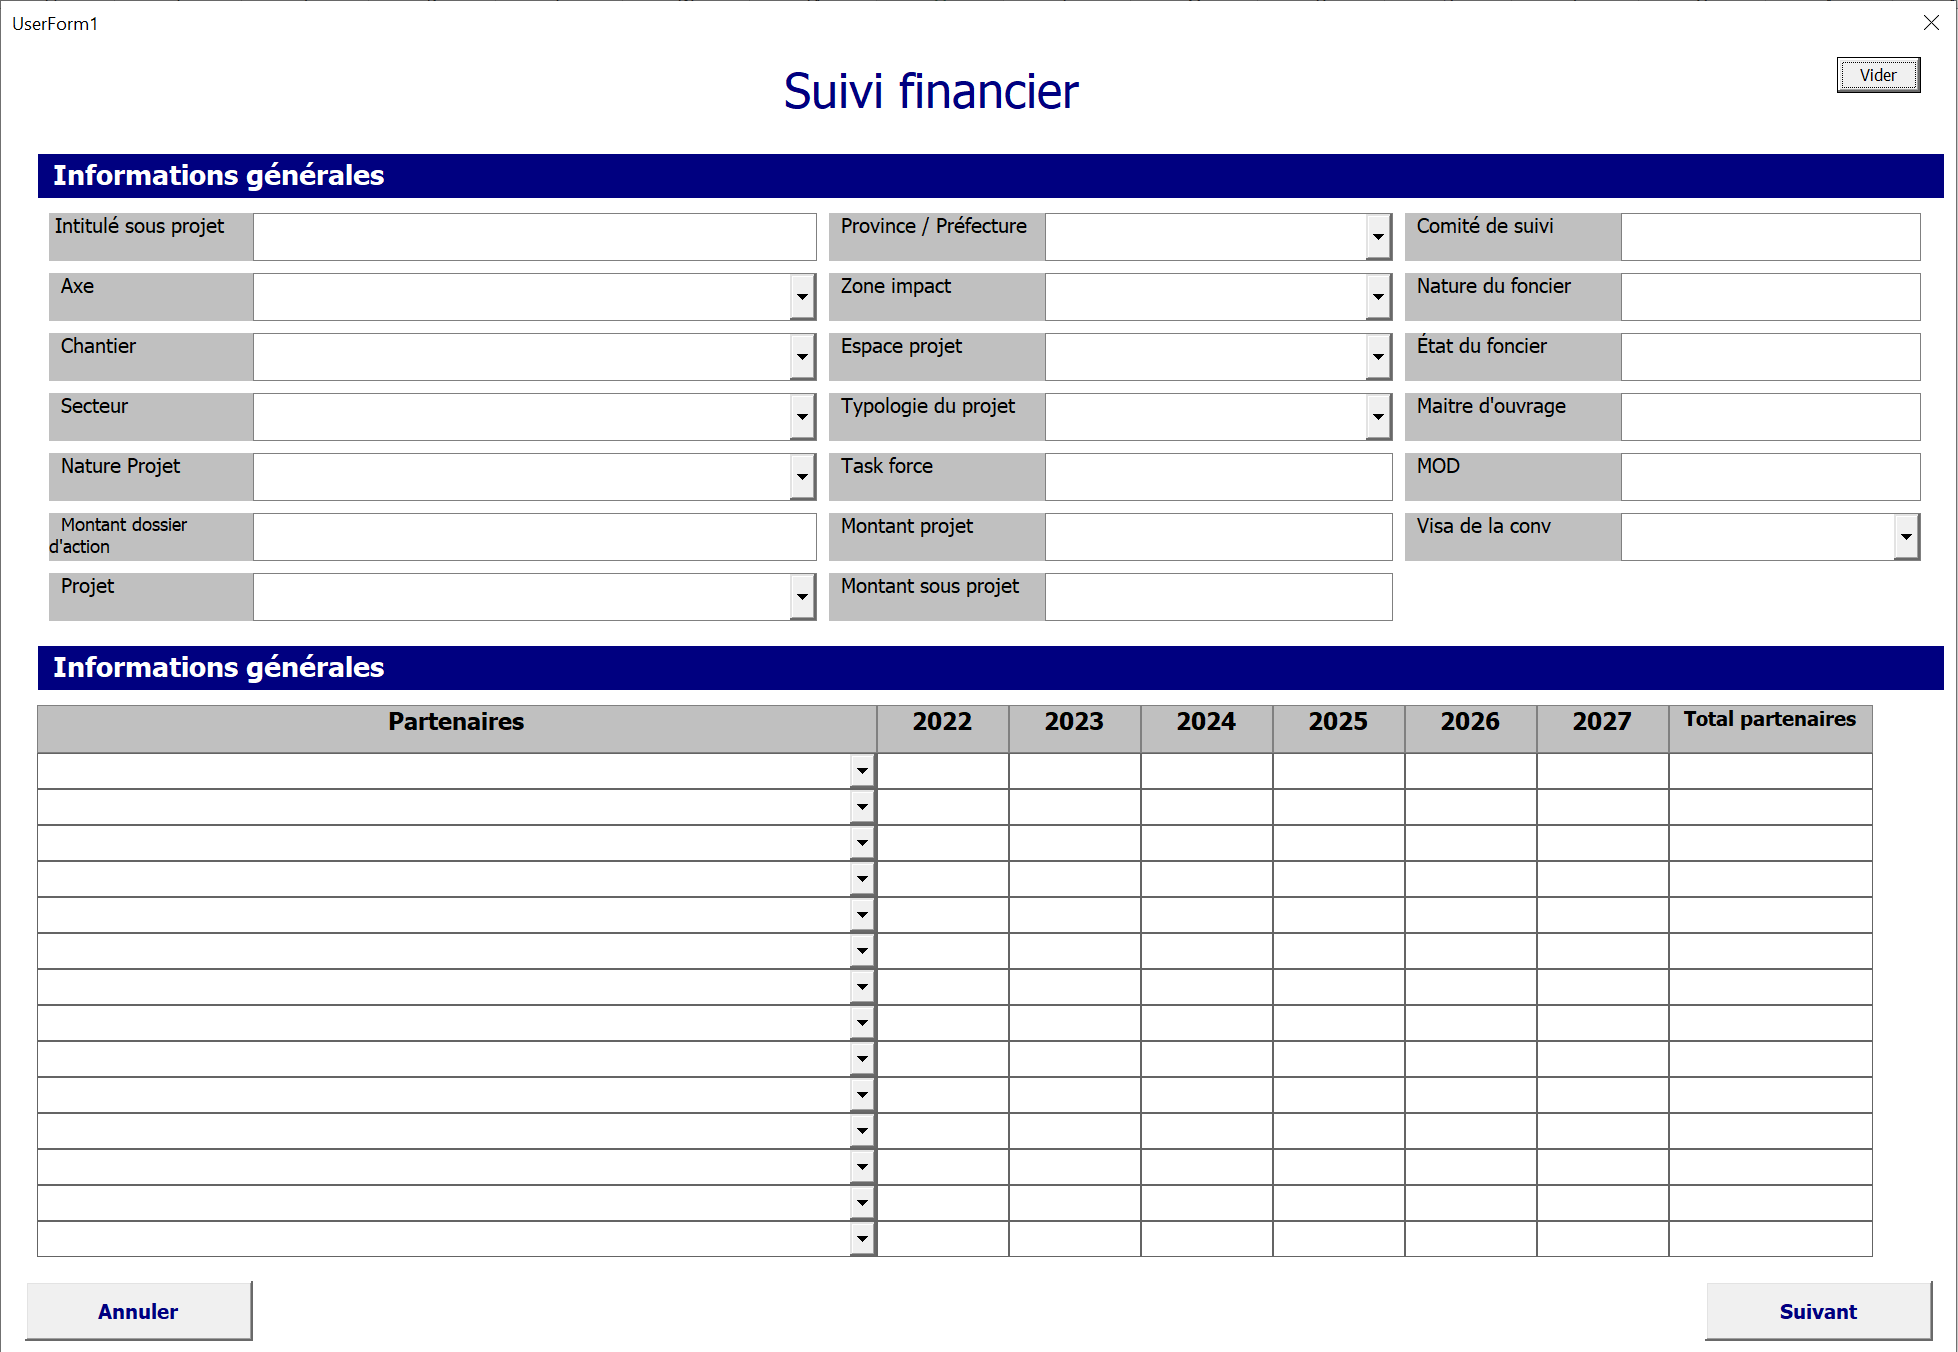 UserForm1
Suivi financier
Vider
Informations générales
Intitulé sous projet
Province / Préfecture
Comité de suivi
Axe
Zone impact
Nature du foncier
Chantier
Espace projet
État du foncier
Secteur
Typologie du projet
Maitre d'ouvrage
Nature Projet
Task force
MOD
Montant dossier
d'action
Montant projet
Visa de la conv
Projet
Montant sous projet
Informations générales
Partenaires 2022 2023 2024 2025 2026 2027 Total partenaires
Annuler
Suivant